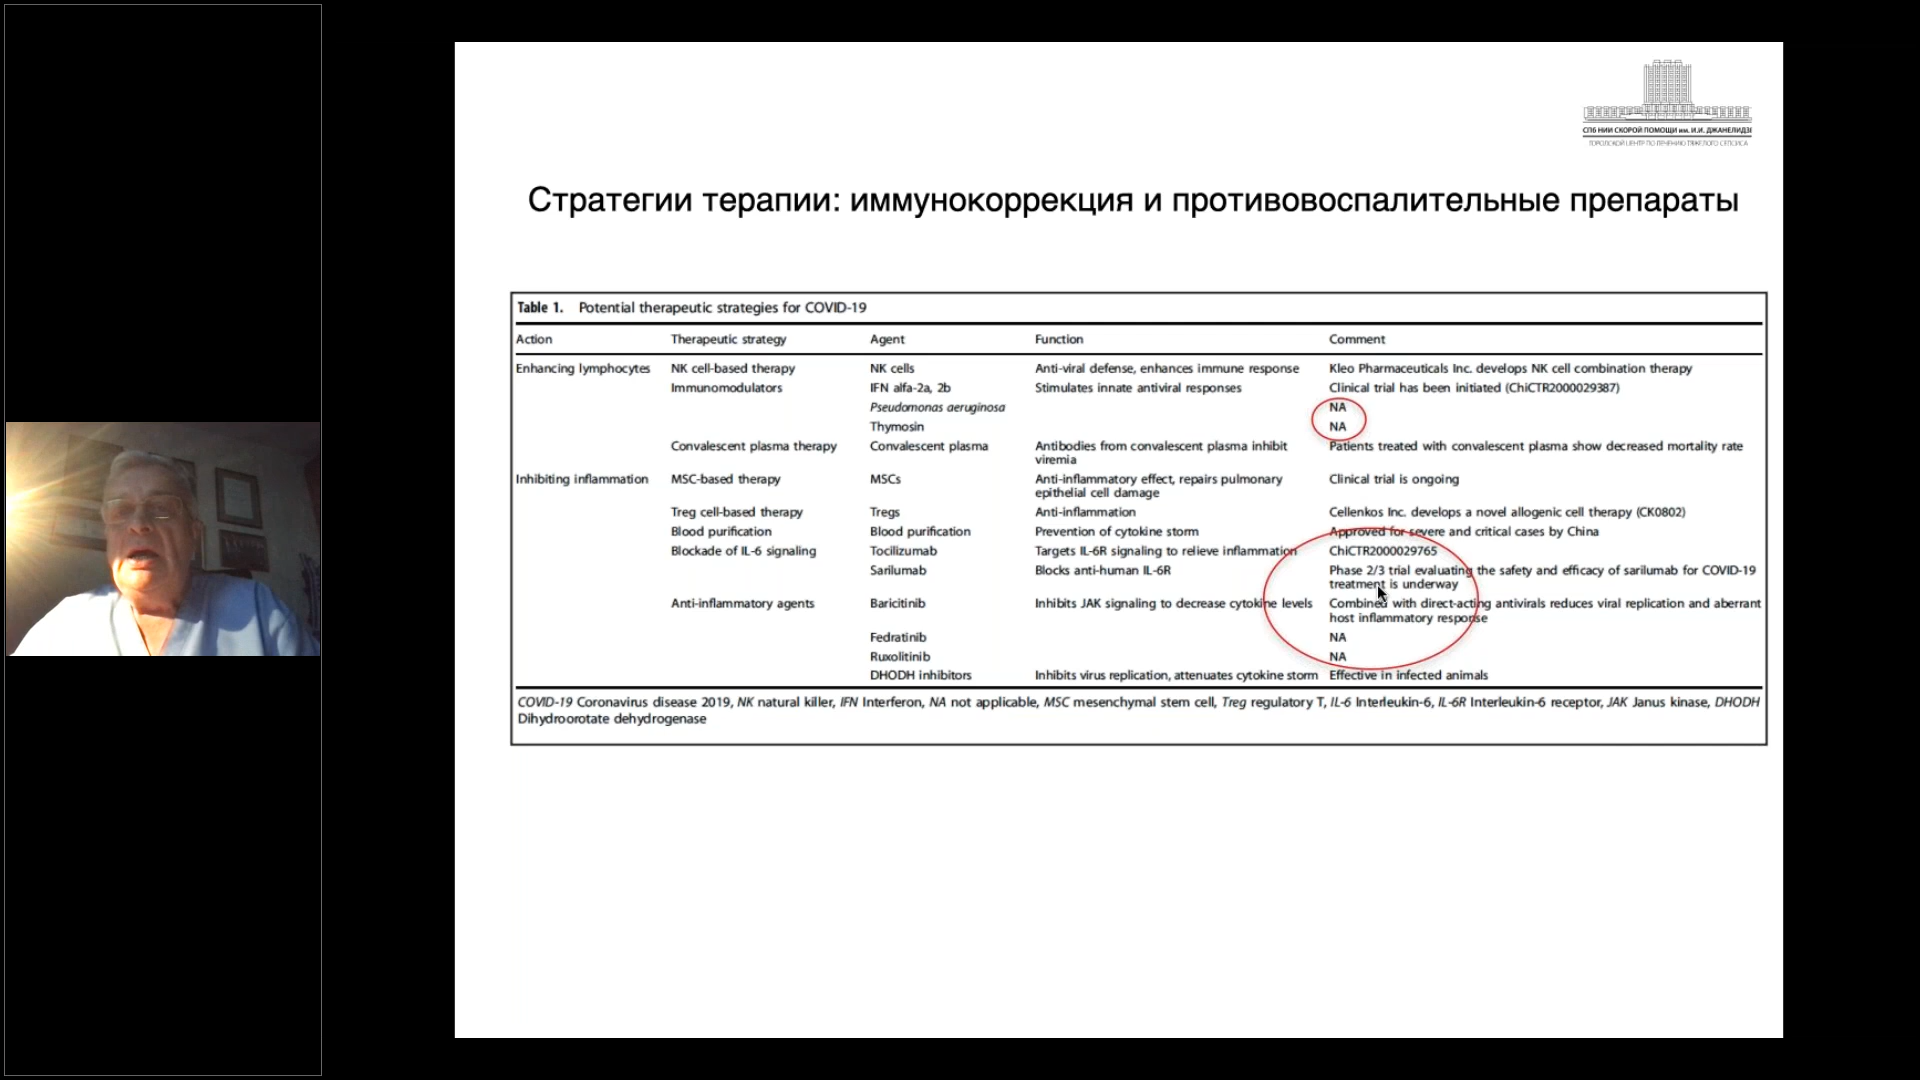 СПб НИИ СКОРОЙ ПОМОЩИ им. И.И. ДЖАНЕЛИДЗЕ
ГОРОДСКОЙ ЦЕНТР ПО ЛЕЧЕНИЮ ТЯЖЕЛОГО СЕПСИСА
Стратегии терапии: иммунокоррекция и противовоспалительные препараты
Table 1. Potential therapeutic strategies for COVID-19
Action Therapeutic strategy Agent Function Comment
Enhancing lymphocytes NK cell-based therapy NK cells Anti-viral defense, enhances immune response Kleo Pharmaceuticals Inc. develops NK cell combination therapy
Immunomodulators IFN alfa-2a, 2b Stimulates innate antiviral responses Clinical trial has been initiated (ChiCTR2000029387)
Pseudomonas aeruginosa NA
Thymosin NA
Convalescent plasma therapy Convalescent plasma Antibodies from convalescent plasma inhibit Patients treated with convalescent plasma show decreased mortality rate
viremia
Inhibiting inflammation MSC-based therapy MSCs Anti-inflammatory effect, repairs pulmonary Clinical trial is ongoing
epithelial cell damage
Treg cell-based therapy Tregs Anti-inflammation Cellenkos Inc. develops a novel allogenic cell therapy (CK0802)
Blood purification Blood purification Prevention of cytokine storm Approved for severe and critical cases by China
Blockade of IL-6 signaling Tocilizumab Targets IL-6R signaling to relieve inflammation ChiCTR2000029765
Sarilumab Blocks anti-human IL-6R Phase 2/3 trial evaluating the safety and efficacy of sarilumab for COVID-19
treatment is underway
Anti-inflammatory agents Baricitinib Inhibits JAK signaling to decrease cytokine levels Combined with direct-acting antivirals reduces viral replication and aberrant
host inflammatory response
Fedratinib NA
Ruxolitinib NA
DHODH inhibitors Inhibits virus replication, attenuates cytokine storm Effective in infected animals
COVID-19 Coronavirus disease 2019, NK natural killer, IFN Interferon, NA not applicable, MSC mesenchymal stem cell, Treg regulatory T, IL-6 Interleukin-6, IL-6R Interleukin-6 receptor, JAK Janus kinase, DHODH
Dihydroorotate dehydrogenase